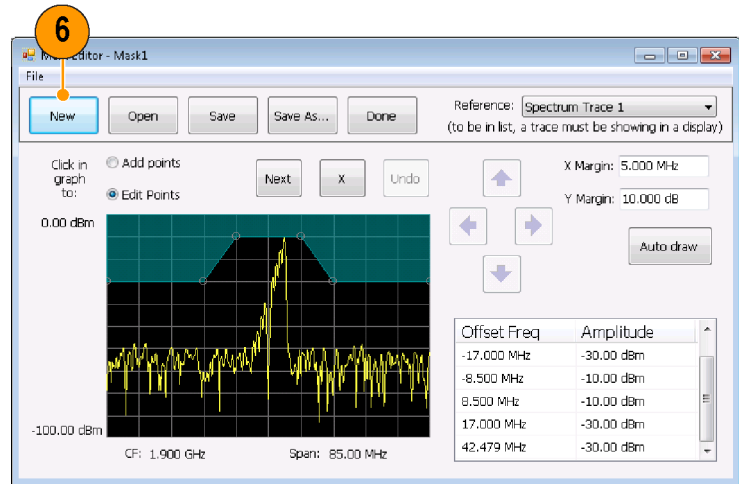 6
Mask Editor - Mask1
File
New
Open
Save
Save As...
Done
Reference:
Spectrum Trace 1
(to be in list, a trace must be showing in a display)
Click in
graph
to:
Add points
Edit Points
Next
X
Undo
X Margin:
5.000 MHz
Y Margin:
10.000 dB
Auto draw
0.00 dBm
-100.00 dBm
CF: 1.900 GHz
Span: 85.00 MHz
Offset Freq Amplitude
-17.000 MHz -30.00 dBm
-8.500 MHz -10.00 dBm
8.500 MHz -10.00 dBm
17.000 MHz -30.00 dBm
42.479 MHz -30.00 dBm